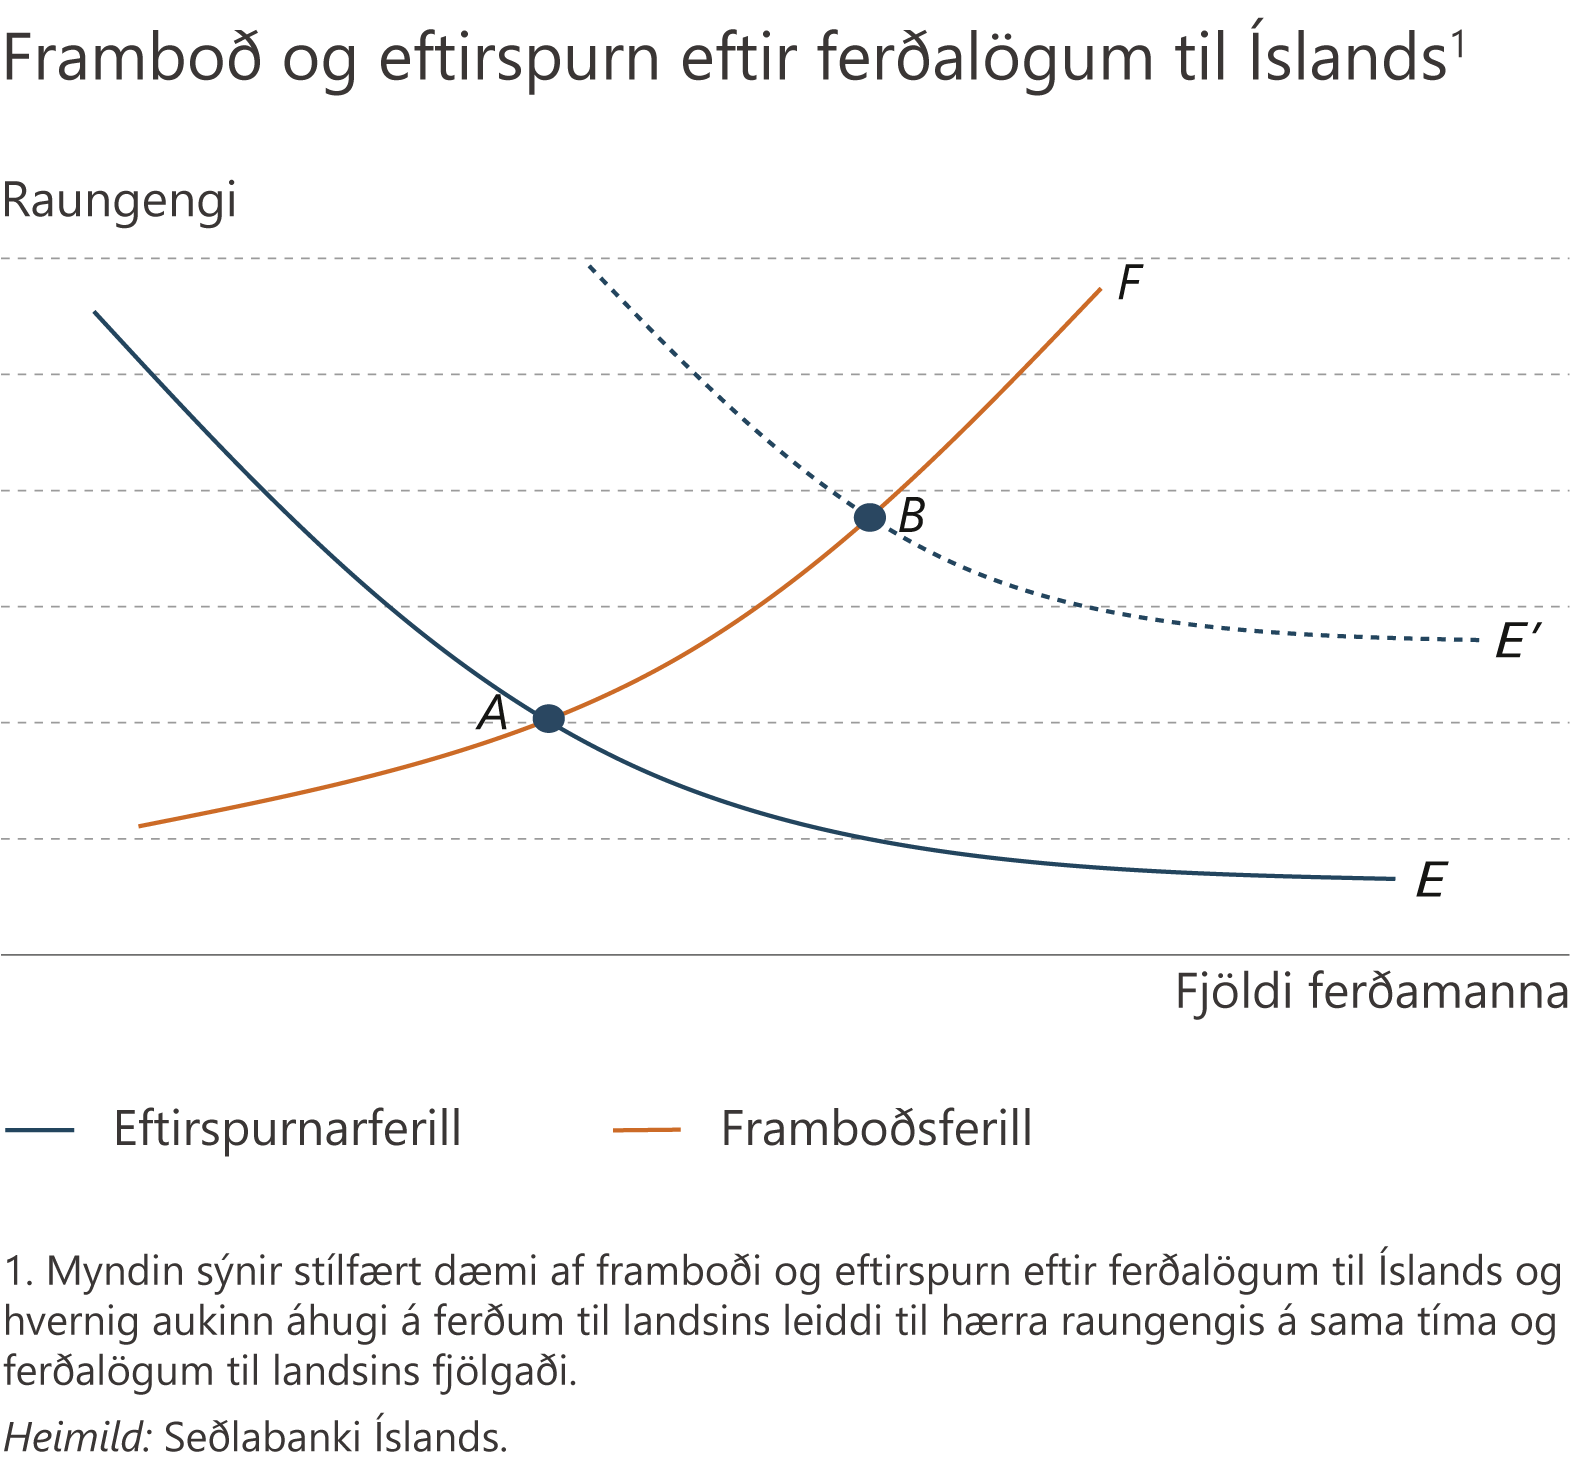 Framboð og eftirspurn eftir ferðalögum til Íslands¹
Raungengi
F
B
E′
A
E
Fjöldi ferðamanna
Eftirspurnarferill
Framboðsferill
1. Myndin sýnir stílfært dæmi af framboði og eftirspurn eftir ferðalögum til Íslands og
hvernig aukinn áhugi á ferðum til landsins leiddi til hærra raungengis á sama tíma og
ferðalögum til landsins fjölgaði.
Heimild: Seðlabanki Íslands.